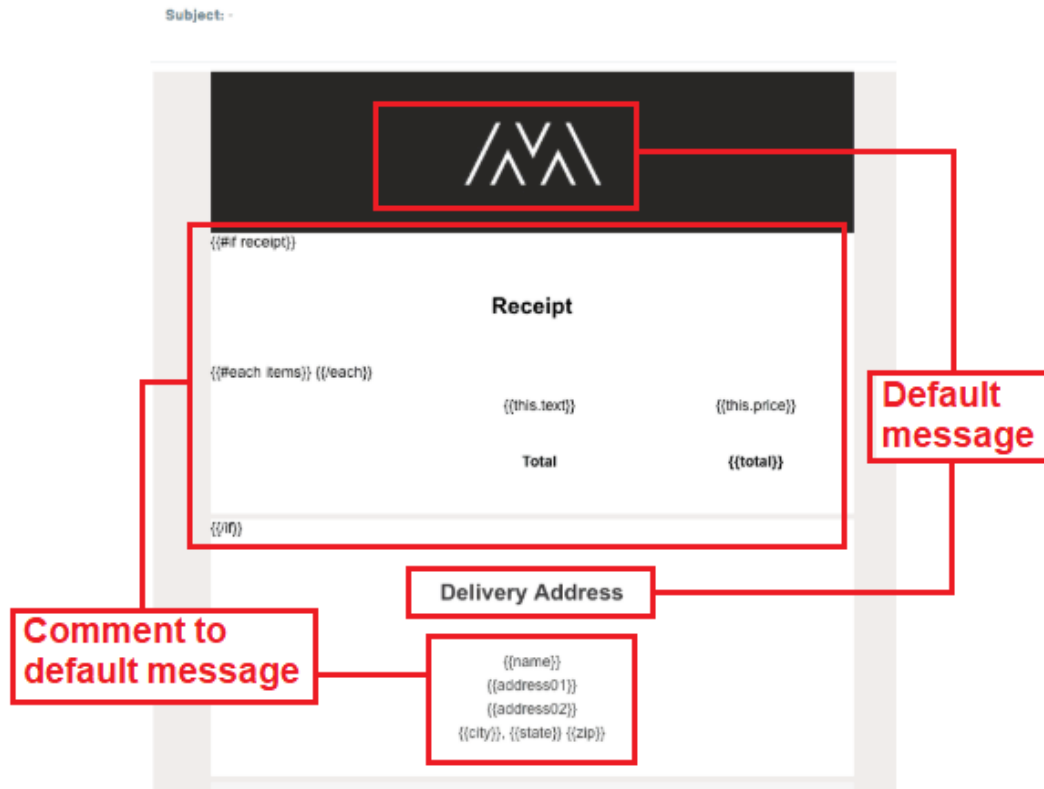 Subject: -
{{#if receipt}}
Receipt
{{#each items}} {{/each}}
{{this.text}} {{this.price}}
Default
message
Total {{total}}
{{/if}}
Delivery Address
Comment to
default message
{{name}}
{{address01}}
{{address02}}
{{city}}, {{state}} {{zip}}